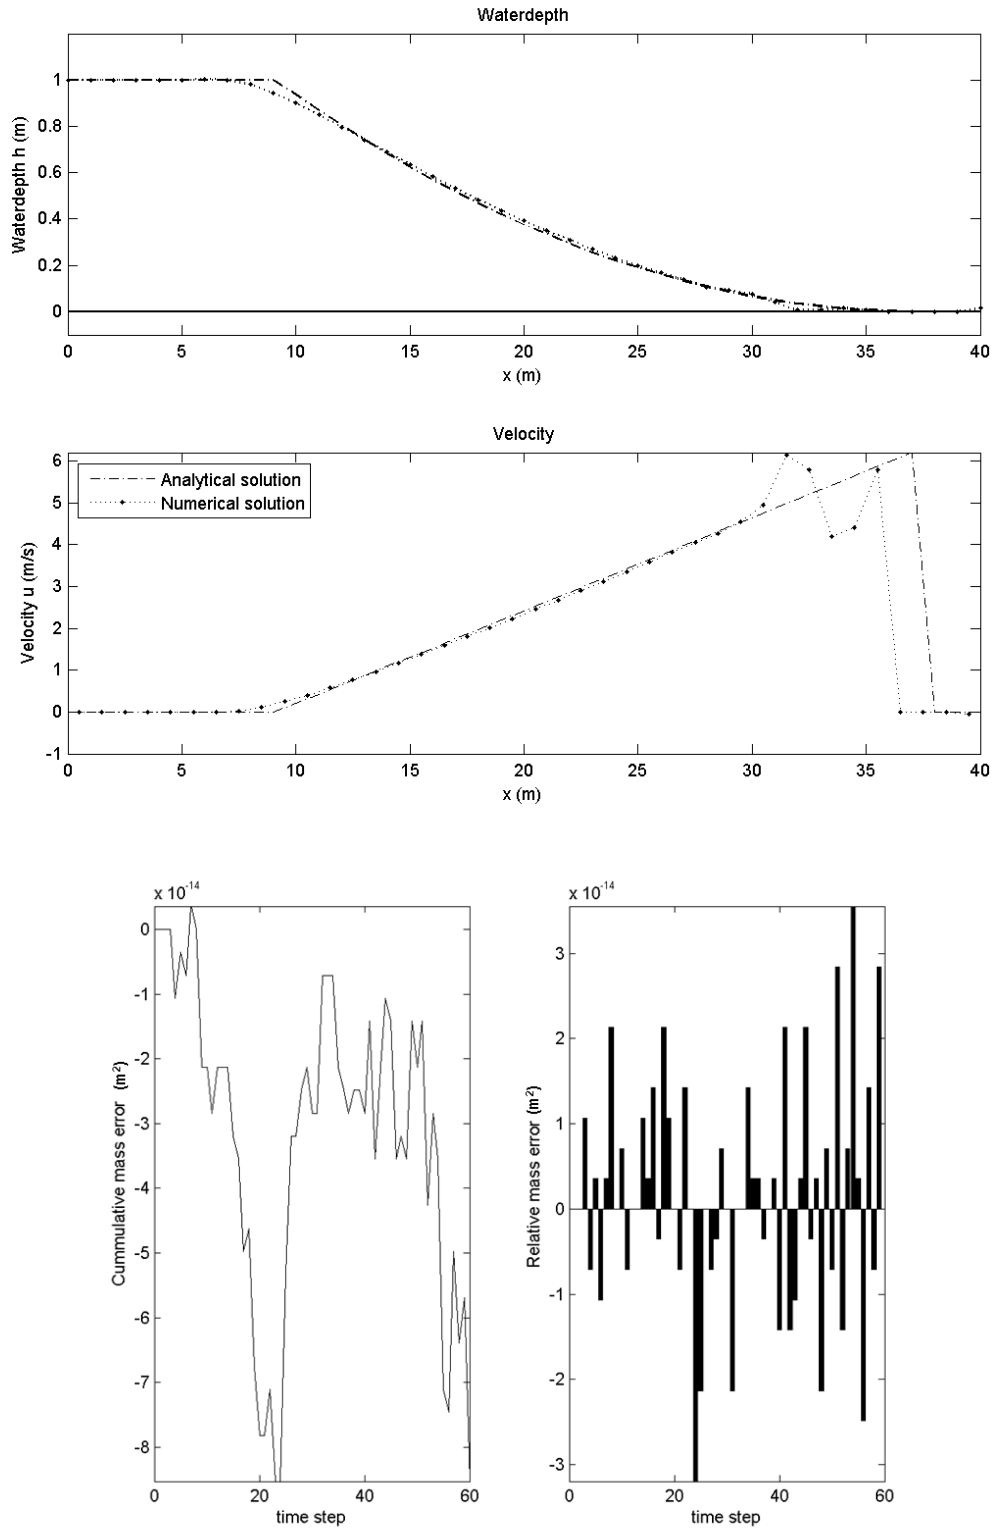 Waterdepth
Waterdepth h (m)
1
0.8
0.6
0.4
0.2
0
0 5 10 15 20 25 30 35 40
x (m)
Velocity
Velocity u (m/s)
6
5
4
3
2
1
0
-1
Analytical solution
Numerical solution
0 5 10 15 20 25 30 35 40
x (m)
x 10-14
Cummulative mass error (m²)
0
-1
-2
-3
-4
-5
-6
-7
-8
0 20 40 60
time step
x 10-14
Relative mass error (m²)
3
2
1
0
-1
-2
-3
0 20 40 60
time step